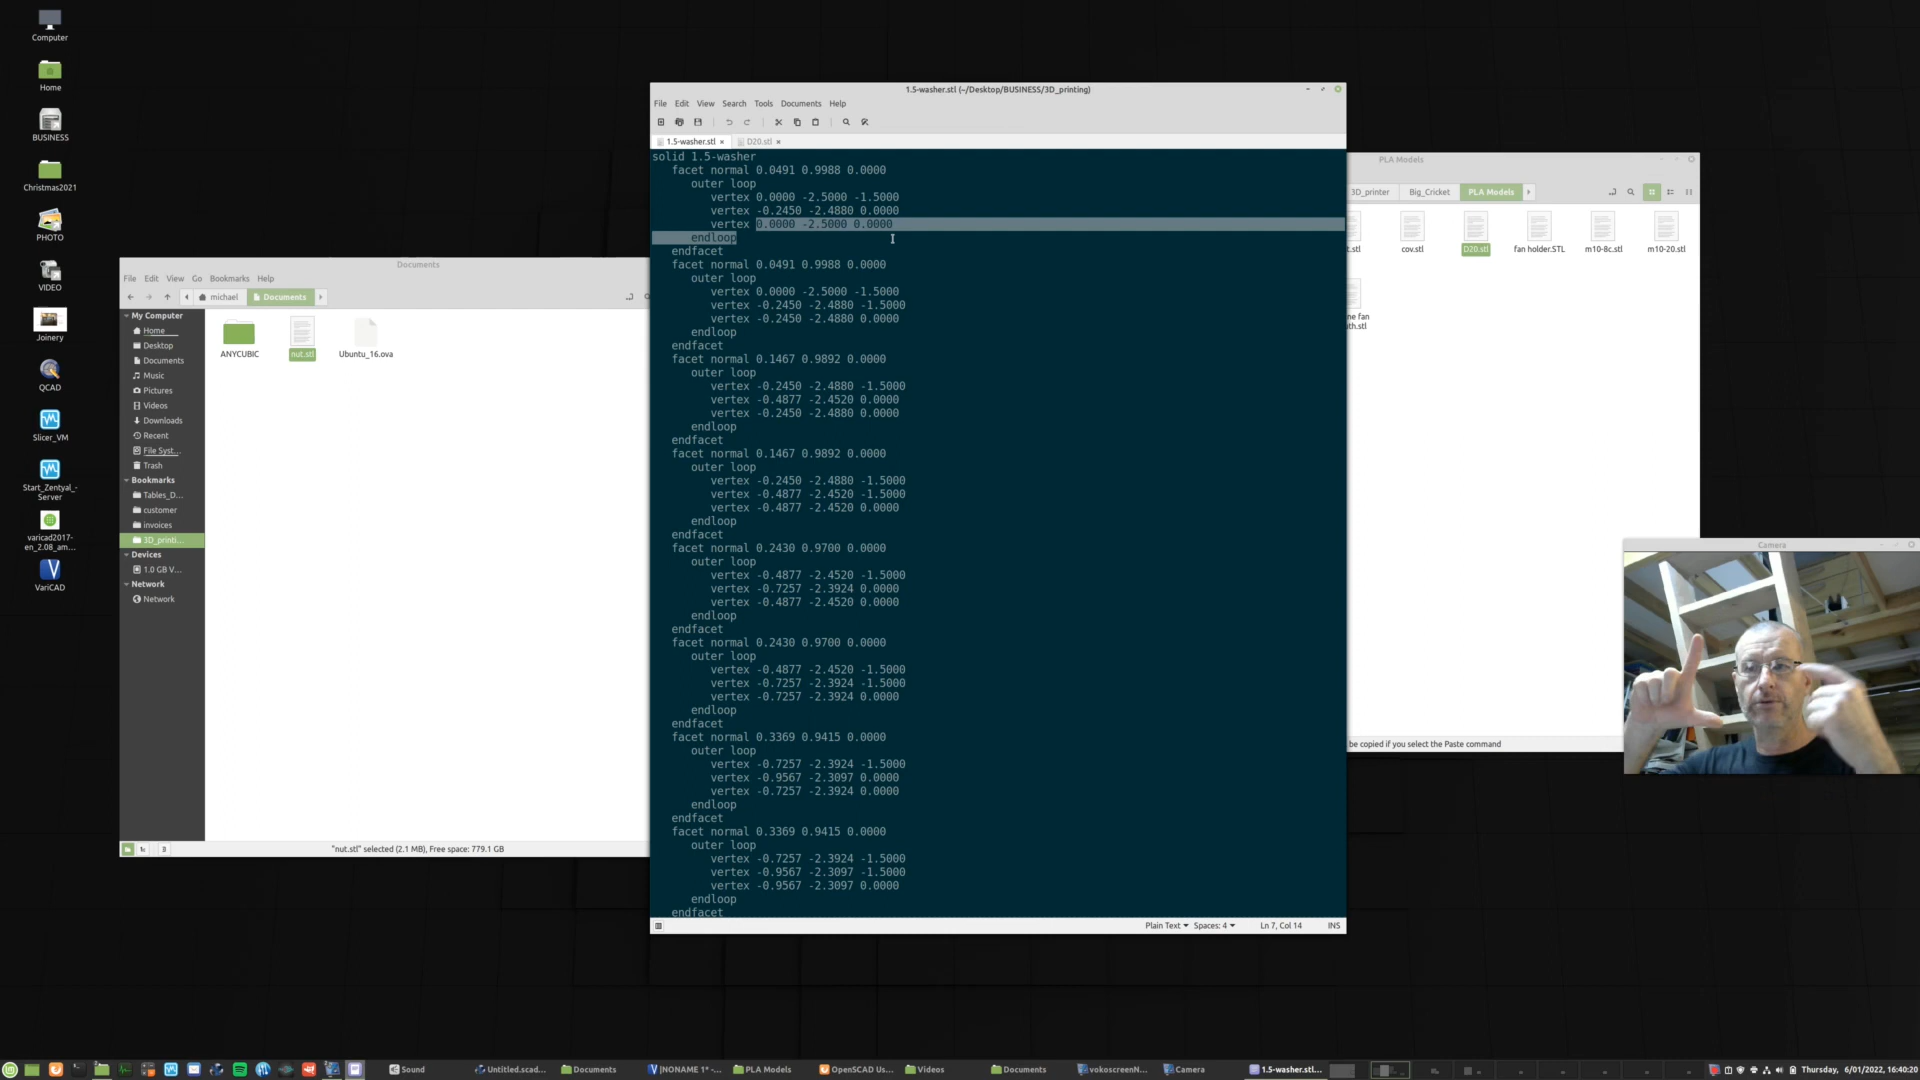 Computer
Home
BUSINESS
Christmas2021
PHOTO
VIDEO
Joinery
QCAD
Slicer_VM
Start_Zentyal_-
Server
varicad2017-
en_2.08_am...
VariCAD
Documents
File Edit View Go Bookmarks Help
michael Documents
My Computer
Home
Desktop
Documents
Music
Pictures
Videos
Downloads
Recent
File Syst...
Trash
Bookmarks
Tables_D...
customer
invoices
3D_printi...
Devices
1.0 GB V...
Network
Network
ANYCUBIC
nut.stl
Ubuntu_16.ova
"nut.stl" selected (2.1 MB), Free space: 779.1 GB
1.5-washer.stl (~/Desktop/BUSINESS/3D_printing)
File Edit View Search Tools Documents Help
1.5-washer.stl × D20.stl ×
solid 1.5-washer
facet normal 0.0491 0.9988 0.0000
outer loop
vertex 0.0000 -2.5000 -1.5000
vertex -0.2450 -2.4880 0.0000
vertex 0.0000 -2.5000 0.0000
endloop
endfacet
facet normal 0.0491 0.9988 0.0000
outer loop
vertex 0.0000 -2.5000 -1.5000
vertex -0.2450 -2.4880 -1.5000
vertex -0.2450 -2.4880 0.0000
endloop
endfacet
facet normal 0.1467 0.9892 0.0000
outer loop
vertex -0.2450 -2.4880 -1.5000
vertex -0.4877 -2.4520 0.0000
vertex -0.2450 -2.4880 0.0000
endloop
endfacet
facet normal 0.1467 0.9892 0.0000
outer loop
vertex -0.2450 -2.4880 -1.5000
vertex -0.4877 -2.4520 -1.5000
vertex -0.4877 -2.4520 0.0000
endloop
endfacet
facet normal 0.2430 0.9700 0.0000
outer loop
vertex -0.4877 -2.4520 -1.5000
vertex -0.7257 -2.3924 0.0000
vertex -0.4877 -2.4520 0.0000
endloop
endfacet
facet normal 0.2430 0.9700 0.0000
outer loop
vertex -0.4877 -2.4520 -1.5000
vertex -0.7257 -2.3924 -1.5000
vertex -0.7257 -2.3924 0.0000
endloop
endfacet
facet normal 0.3369 0.9415 0.0000
outer loop
vertex -0.7257 -2.3924 -1.5000
vertex -0.9567 -2.3097 0.0000
vertex -0.7257 -2.3924 0.0000
endloop
endfacet
facet normal 0.3369 0.9415 0.0000
outer loop
vertex -0.7257 -2.3924 -1.5000
vertex -0.9567 -2.3097 -1.5000
vertex -0.9567 -2.3097 0.0000
endloop
endfacet
Plain Text Spaces: 4 Ln 7, Col 14 INS
PLA Models
3D_printer Big_Cricket PLA Models
t.stl
cov.stl
D20.stl
fan holder.STL
m10-8c.stl
m10-20.stl
ne fan
th.stl
be copied if you select the Paste command
Camera
Sound
Untitled.scad...
Documents
[NONAME 1* -...
PLA Models
OpenSCAD Us...
Videos
Documents
vokoscreenN...
Camera
1.5-washer.stl...
Thursday, 6/01/2022, 16:40:20